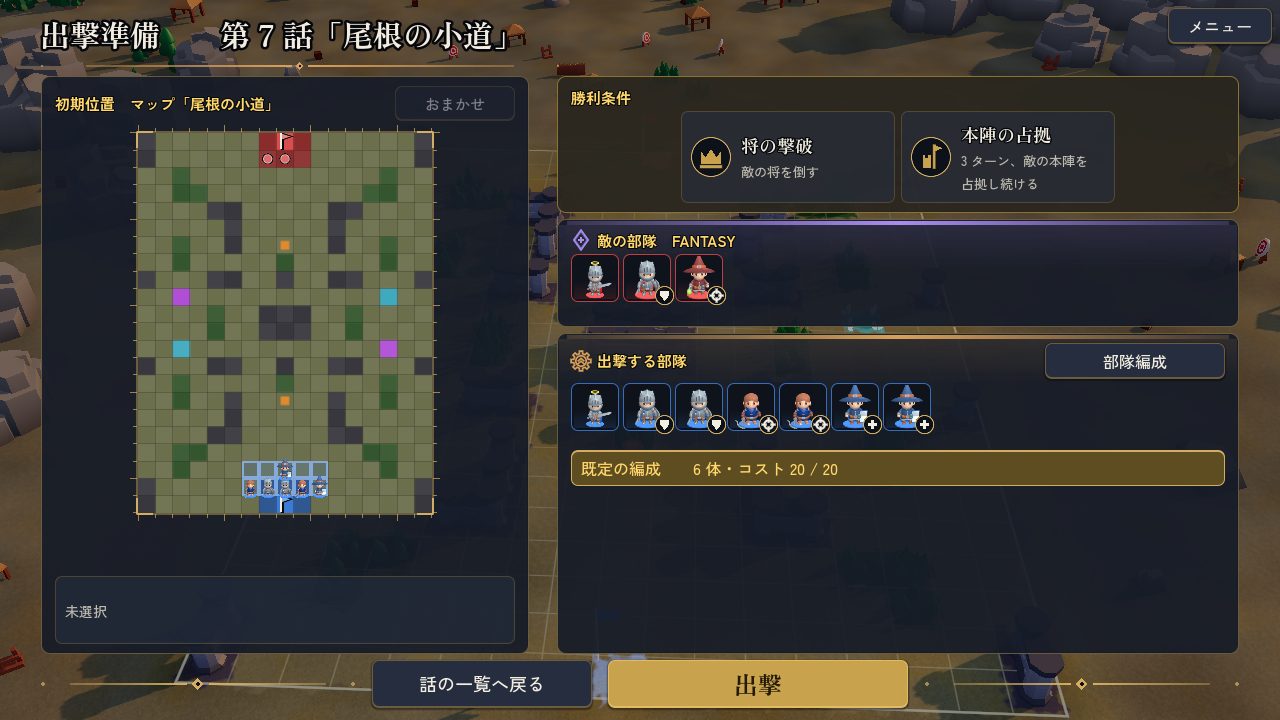 出撃準備 第７話「尾根の小道」
メニュー
初期位置 マップ「尾根の小道」
おまかせ
未選択
勝利条件
将の撃破
敵の将を倒す
本陣の占拠
3 ターン、敵の本陣を
占拠し続ける
敵の部隊 FANTASY
出撃する部隊
部隊編成
既定の編成 6 体・コスト 20 / 20
話の一覧へ戻る
出撃